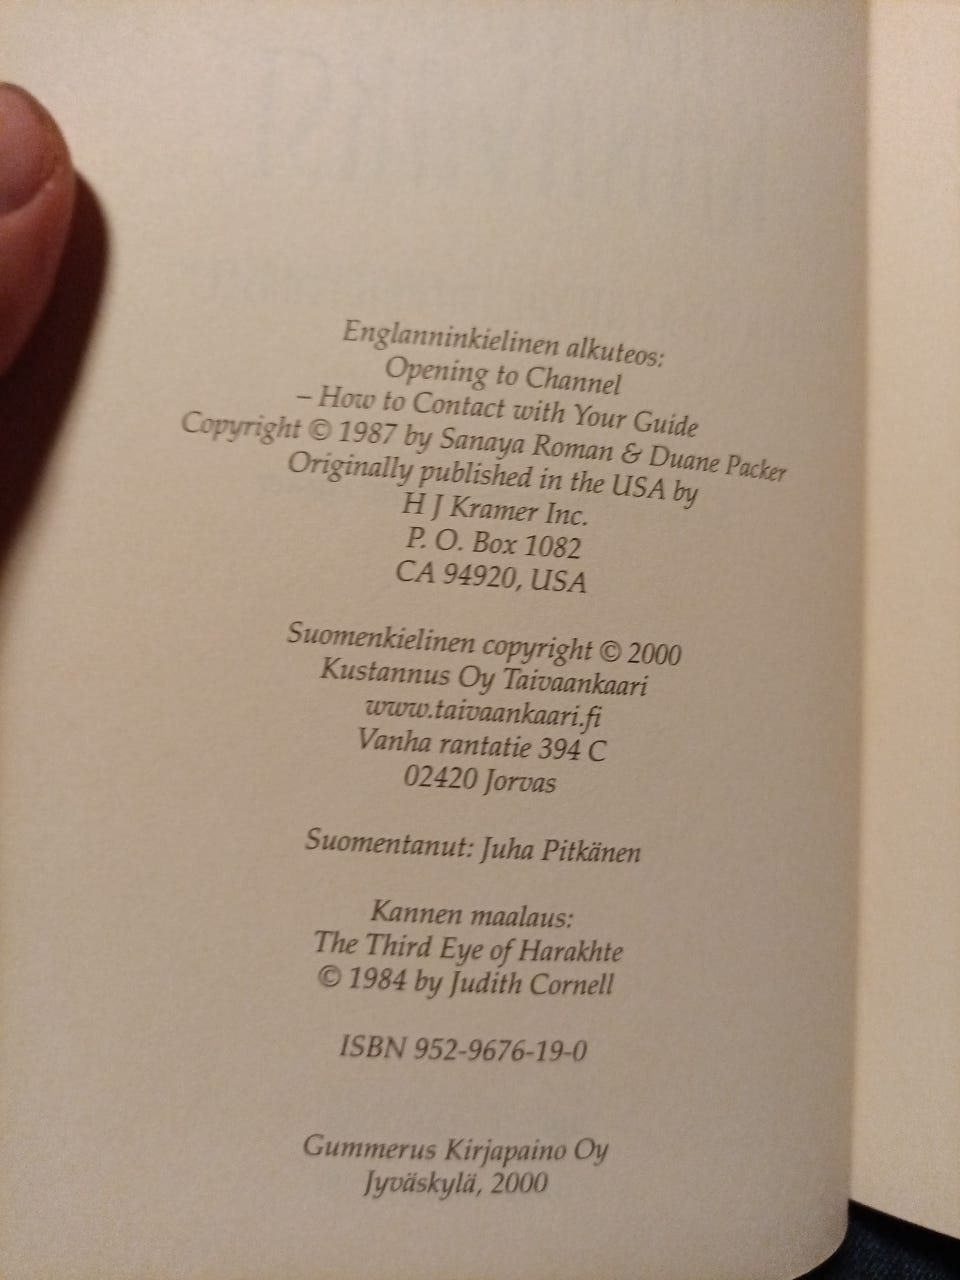 Englanninkielinen alkuteos:
Opening to Channel
– How to Contact with Your Guide
Copyright © 1987 by Sanaya Roman & Duane Packer
Originally published in the USA by
H J Kramer Inc.
P. O. Box 1082
CA 94920, USA
Suomenkielinen copyright © 2000
Kustannus Oy Taivaankaari
www.taivaankaari.fi
Vanha rantatie 394 C
02420 Jorvas
Suomentanut: Juha Pitkänen
Kannen maalaus:
The Third Eye of Harakhte
© 1984 by Judith Cornell
ISBN 952-9676-19-0
Gummerus Kirjapaino Oy
Jyväskylä, 2000